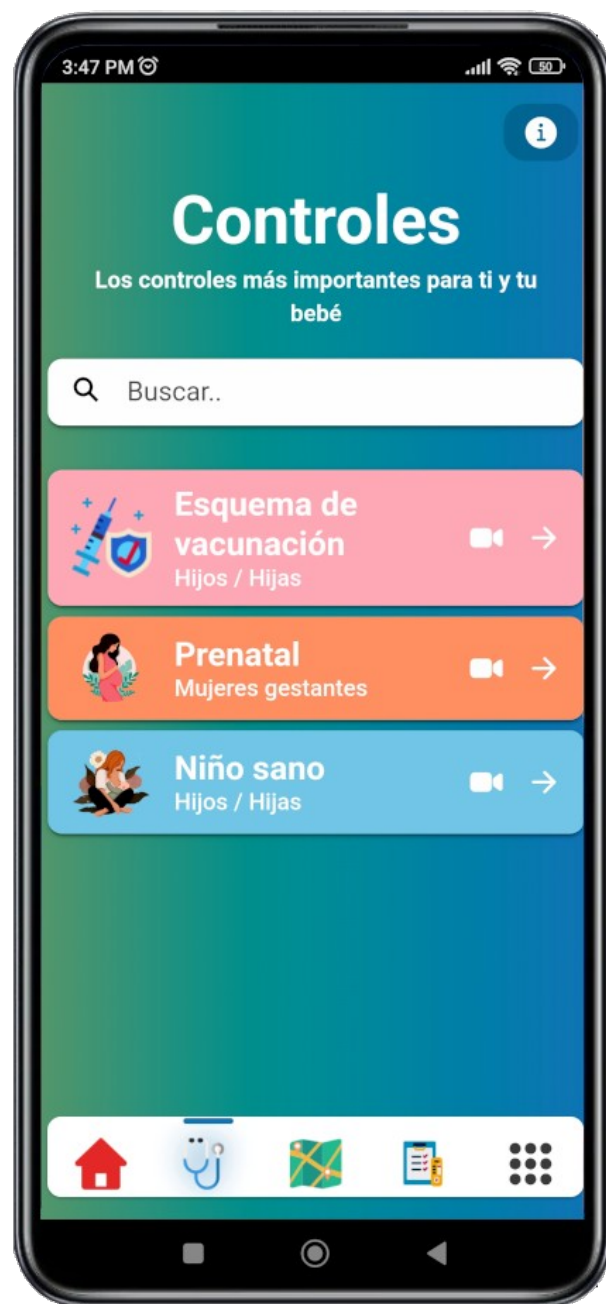 3:47 PM
50
Controles
Los controles más importantes para ti y tu
bebé
Buscar..
Esquema de
vacunación
Hijos / Hijas
Prenatal
Mujeres gestantes
Niño sano
Hijos / Hijas